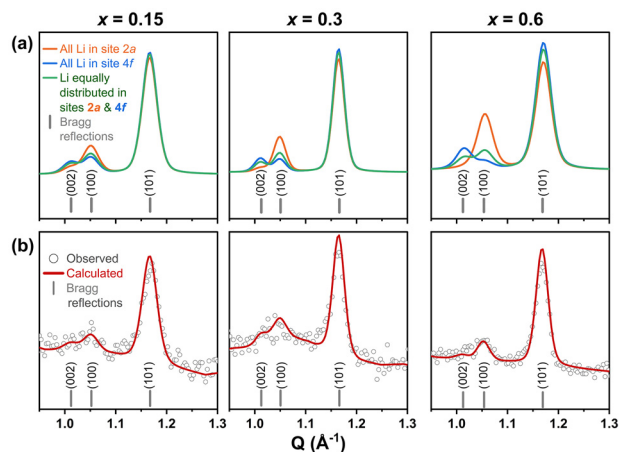 x = 0.15 x = 0.3 x = 0.6
(a)
All Li in site 2a
All Li in site 4f
Li equally
distributed in
sites 2a & 4f
Bragg
reflections
(002) (100) (101)
(002) (100) (101)
(002) (100) (101)
(b)
Observed
Calculated
Bragg
reflections
(002) (100) (101)
(002) (100) (101)
(002) (100) (101)
1.0 1.1 1.2 1.3
1.0 1.1 1.2 1.3
1.0 1.1 1.2 1.3
Q (Å⁻¹)